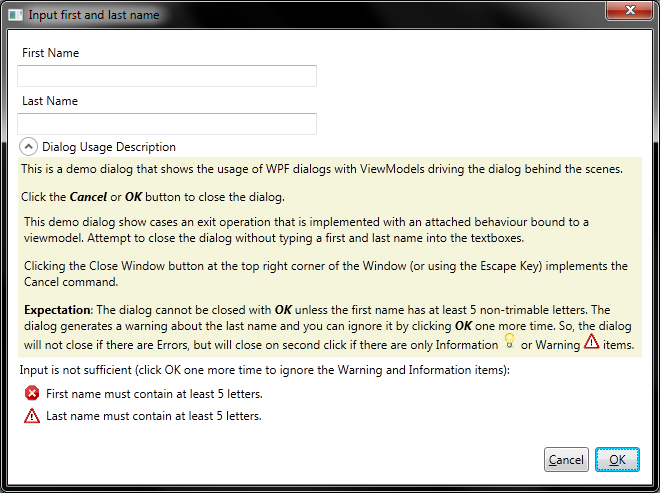 Input first and last name
First Name
Last Name
Dialog Usage Description
This is a demo dialog that shows the usage of WPF dialogs with ViewModels driving the dialog behind the scenes.
Click the Cancel or OK button to close the dialog.
This demo dialog show cases an exit operation that is implemented with an attached behaviour bound to a
viewmodel. Attempt to close the dialog without typing a first and last name into the textboxes.
Clicking the Close Window button at the top right corner of the Window (or using the Escape Key) implements the
Cancel command.
Expectation: The dialog cannot be closed with OK unless the first name has at least 5 non-trimable letters. The
dialog generates a warning about the last name and you can ignore it by clicking OK one more time. So, the dialog
will not close if there are Errors, but will close on second click if there are only Information or Warning items.
Input is not sufficient (click OK one more time to ignore the Warning and Information items):
First name must contain at least 5 letters.
Last name must contain at least 5 letters.
Cancel OK